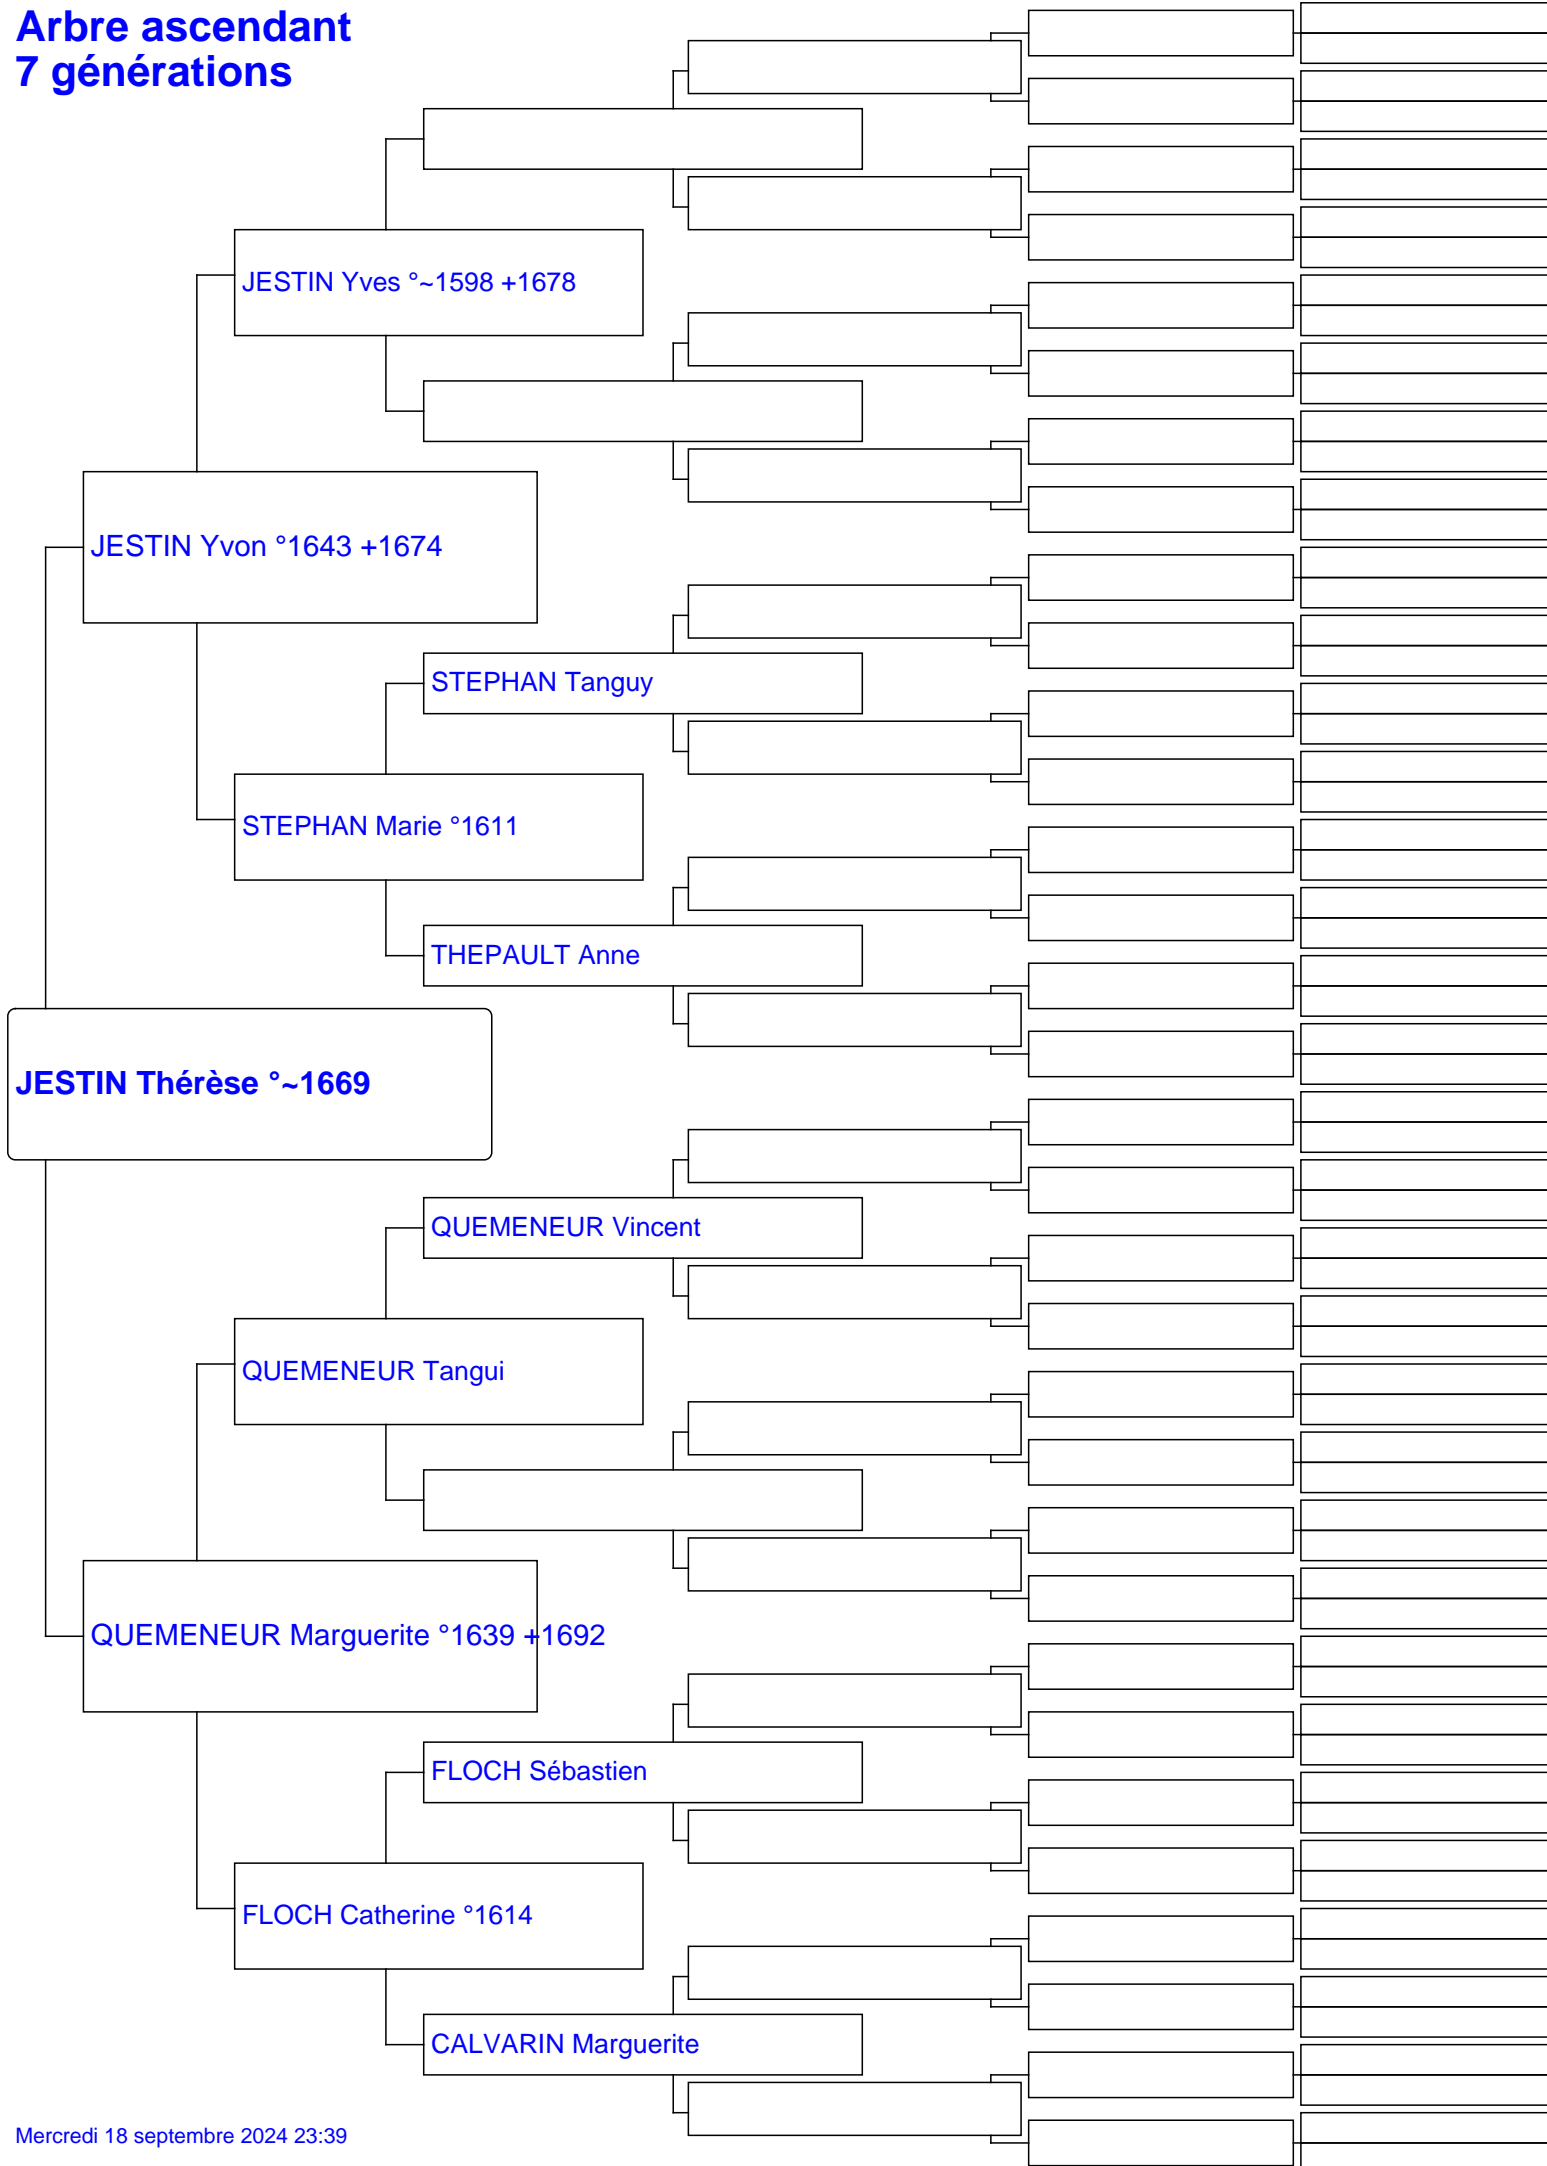 Arbre ascendant
7 générations
JESTIN Yves °~1598 +1678
JESTIN Yvon °1643 +1674
STEPHAN Tanguy
STEPHAN Marie °1611
THEPAULT Anne
JESTIN Thérèse °~1669
QUEMENEUR Vincent
QUEMENEUR Tangui
QUEMENEUR Marguerite °1639 +1692
FLOCH Sébastien
FLOCH Catherine °1614
CALVARIN Marguerite
Mercredi 18 septembre 2024 23:39